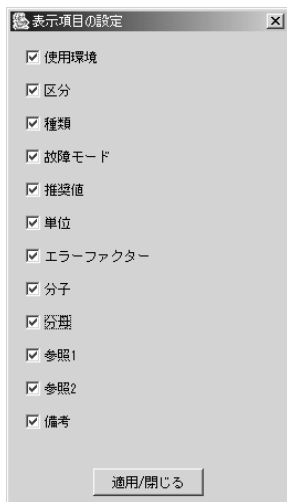 表示項目の設定
使用環境
区分
種類
故障モード
推奨値
単位
エラーファクター
分子
分母
参照1
参照2
備考
適用/閉じる